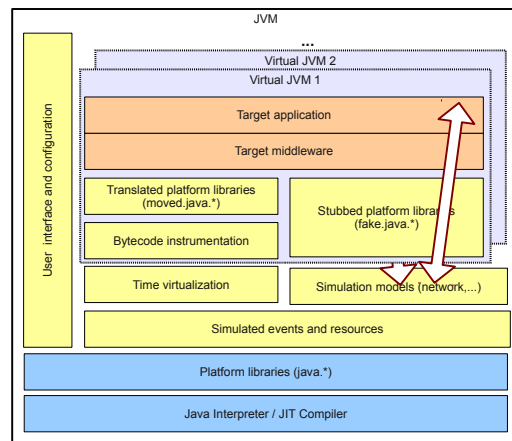 JVM
...
Virtual JVM 2
Virtual JVM 1
Target application
Target middleware
Translated platform libraries
(moved.java.*)
Stubbed platform libraries
(fake.java.*)
Bytecode instrumentation
Time virtualization
Simulation models (network,...)
Simulated events and resources
User interface and configuration
Platform libraries (java.*)
Java Interpreter / JIT Compiler